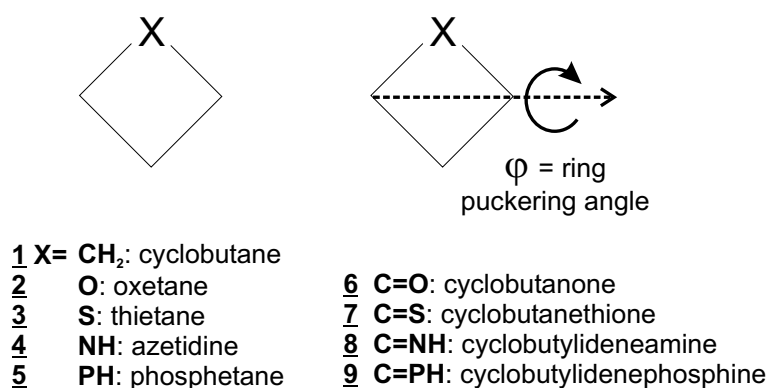 X
X
φ = ring
puckering angle
1 X= CH₂: cyclobutane
2 O: oxetane
3 S: thietane
4 NH: azetidine
5 PH: phosphetane
6 C=O: cyclobutanone
7 C=S: cyclobutanethione
8 C=NH: cyclobutylideneamine
9 C=PH: cyclobutylidenephosphine